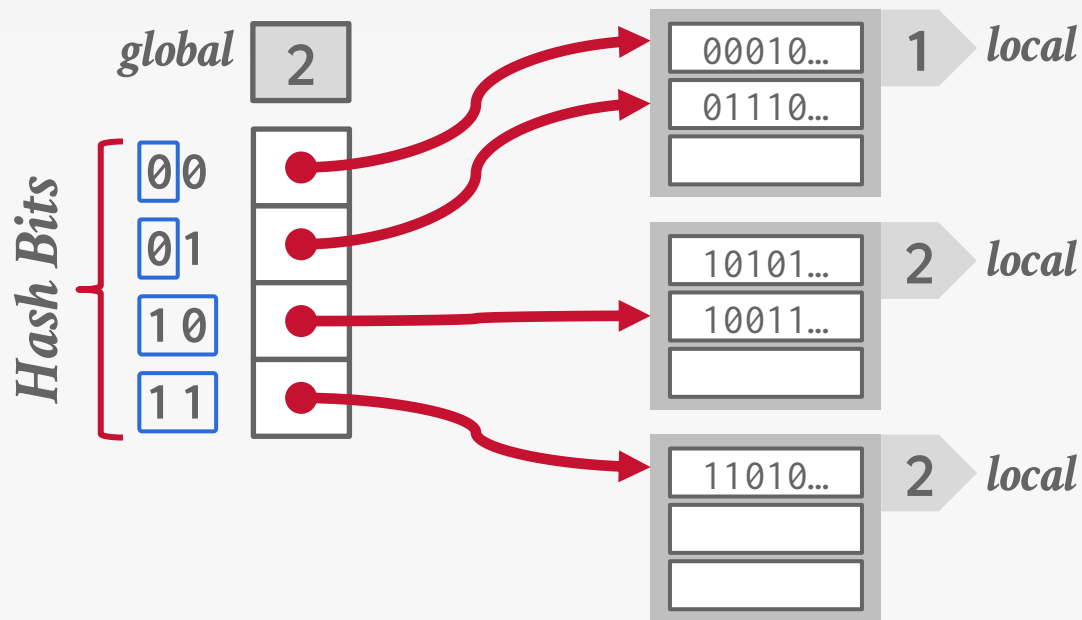 global 2
Hash Bits
00
01
10
11
00010…
01110…
1 local
10101…
10011…
2 local
11010…
2 local